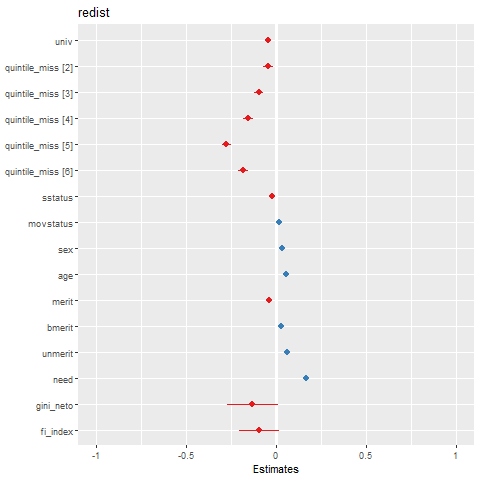 redist
univ
quintile_miss [2]
quintile_miss [3]
quintile_miss [4]
quintile_miss [5]
quintile_miss [6]
sstatus
movstatus
sex
age
merit
bmerit
unmerit
need
gini_neto
fi_index
-1 -0.5 0 0.5 1
Estimates